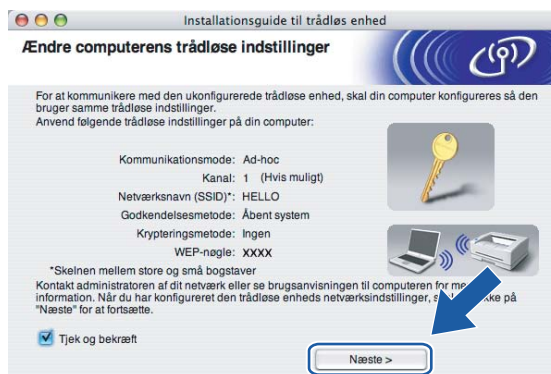 Installationsguide til trådløs enhed
Ændre computerens trådløse indstillinger
For at kommunikere med den ukonfigurerede trådløse enhed, skal din computer konfigureres så den
bruger samme trådløse indstillinger.
Anvend følgende trådløse indstillinger på din computer:
Kommunikationsmode: Ad-hoc
Kanal: 1 (Hvis muligt)
Netværksnavn (SSID)*: HELLO
Godkendelsesmetode: Åbent system
Krypteringsmetode: Ingen
WEP-nøgle: XXXX
*Skelnen mellem store og små bogstaver
Kontakt administratoren af dit netværk eller se brugsanvisningen til computeren for
information. Når du har konfigureret den trådløse enheds netværksindstillinger, på
"Næste" for at fortsætte.
Tjek og bekræft
Næste >